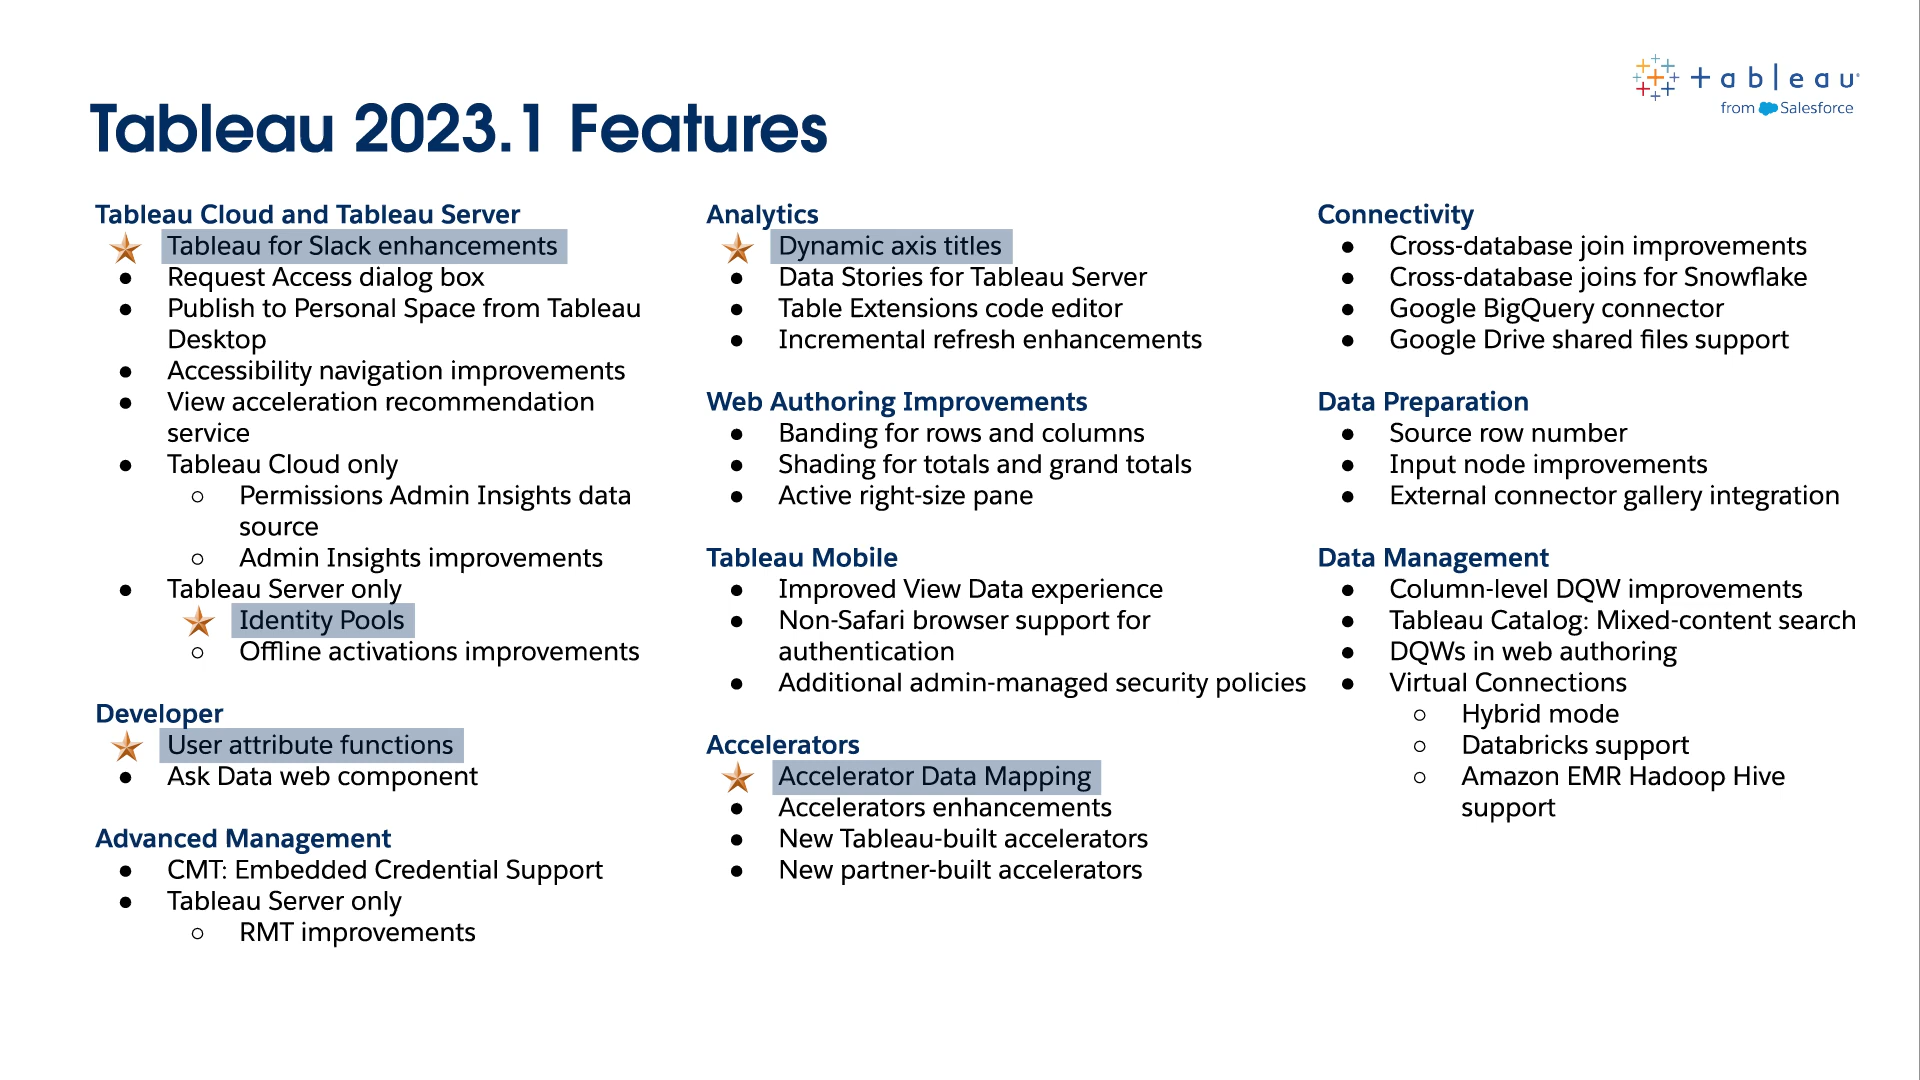 Tableau 2023.1 Features
+ableau
from Salesforce
Tableau Cloud and Tableau Server
Tableau for Slack enhancements
● Request Access dialog box
● Publish to Personal Space from Tableau
Desktop
● Accessibility navigation improvements
● View acceleration recommendation
service
● Tableau Cloud only
○ Permissions Admin Insights data
source
○ Admin Insights improvements
● Tableau Server only
Identity Pools
○ Offline activations improvements
Developer
User attribute functions
● Ask Data web component
Advanced Management
● CMT: Embedded Credential Support
● Tableau Server only
○ RMT improvements
Analytics
Dynamic axis titles
● Data Stories for Tableau Server
● Table Extensions code editor
● Incremental refresh enhancements
Web Authoring Improvements
● Banding for rows and columns
● Shading for totals and grand totals
● Active right-size pane
Tableau Mobile
● Improved View Data experience
● Non-Safari browser support for
authentication
● Additional admin-managed security policies
Accelerators
Accelerator Data Mapping
● Accelerators enhancements
● New Tableau-built accelerators
● New partner-built accelerators
Connectivity
● Cross-database join improvements
● Cross-database joins for Snowflake
● Google BigQuery connector
● Google Drive shared files support
Data Preparation
● Source row number
● Input node improvements
● External connector gallery integration
Data Management
● Column-level DQW improvements
● Tableau Catalog: Mixed-content search
● DQWs in web authoring
● Virtual Connections
○ Hybrid mode
○ Databricks support
○ Amazon EMR Hadoop Hive
support